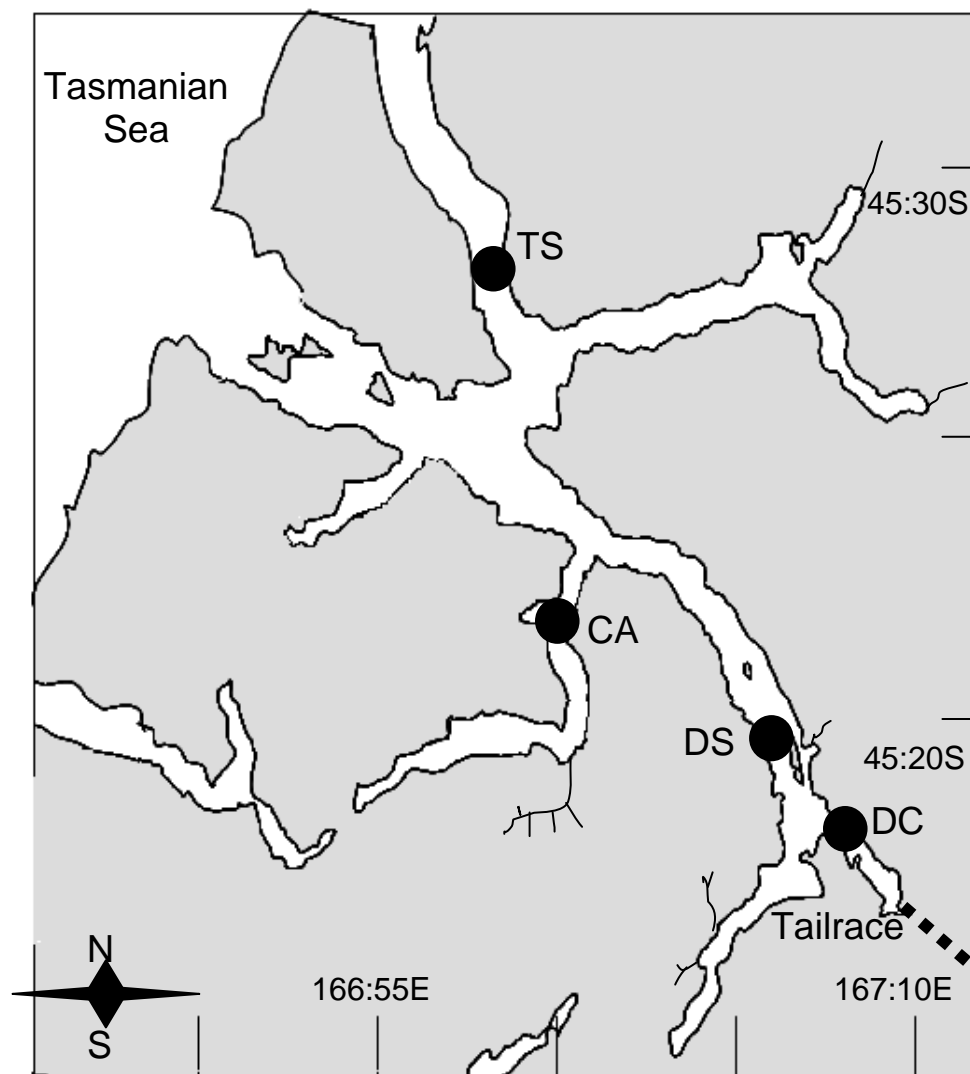 Tasmanian
Sea
45:30S
TS
CA
DS
45:20S
DC
Tailrace
N
166:55E
167:10E
S